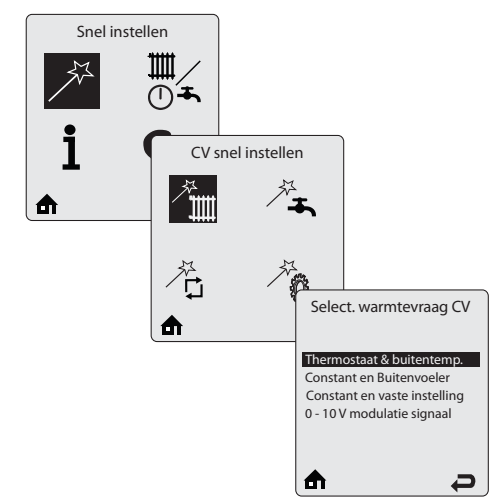 Snel instellen
CV snel instellen
Select. warmtevraag CV
Thermostaat & buitentemp.
Constant en Buitenvoeler
Constant en vaste instelling
0 - 10 V modulatie signaal